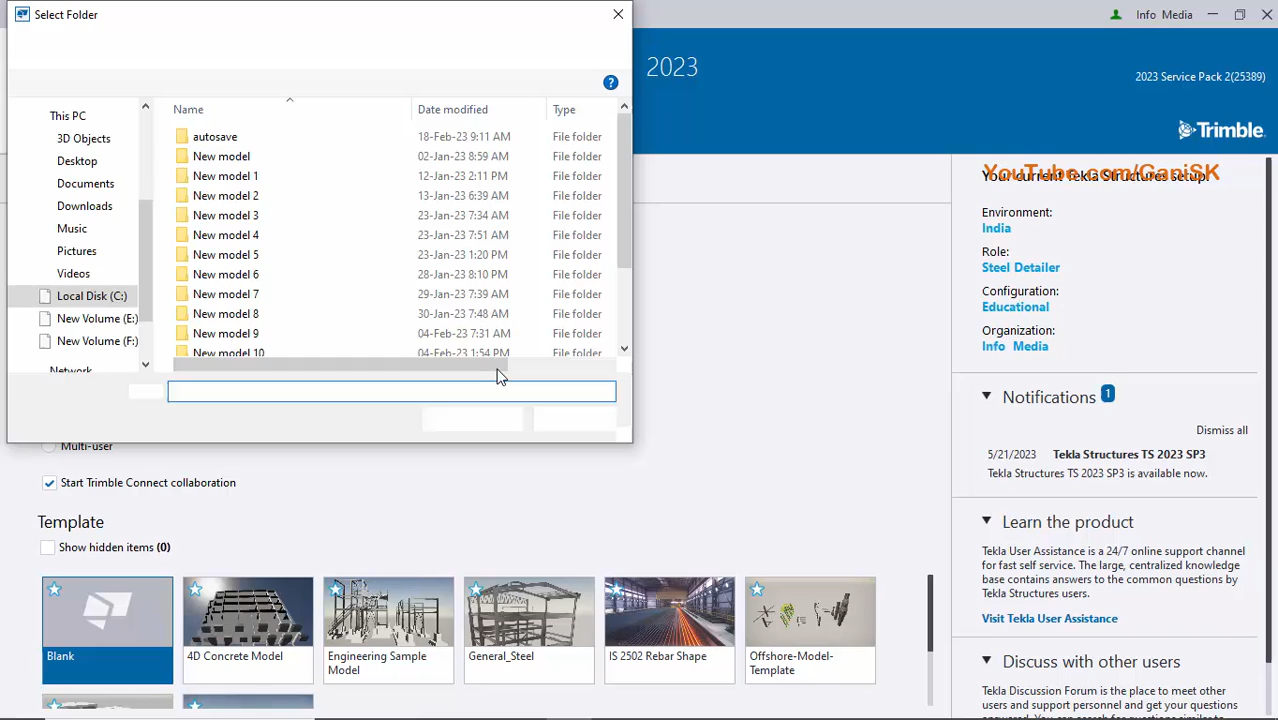 Select Folder
Info Media
2023
2023 Service Pack 2(25389)
Trimble.
This PC
3D Objects
Desktop
Documents
Downloads
Music
Pictures
Videos
Local Disk (C:)
New Volume (E:)
New Volume (F:)
Network
Name Date modified Type
autosave 18-Feb-23 9:11 AM File folder
New model 02-Jan-23 8:59 AM File folder
New model 1 12-Jan-23 2:11 PM File folder
New model 2 13-Jan-23 6:39 AM File folder
New model 3 23-Jan-23 7:34 AM File folder
New model 4 23-Jan-23 7:51 AM File folder
New model 5 23-Jan-23 1:20 PM File folder
New model 6 28-Jan-23 8:10 PM File folder
New model 7 29-Jan-23 7:39 AM File folder
New model 8 30-Jan-23 7:48 AM File folder
New model 9 04-Feb-23 7:31 AM File folder
New model 10 04-Feb-23 1:54 PM File folder
Multi-user
Start Trimble Connect collaboration
Template
Show hidden items (0)
Blank
4D Concrete Model
Engineering Sample
Model
General_Steel
IS 2502 Rebar Shape
Offshore-Model-
Template
YouTube.com/GaniSK
Your current Tekla Structures setup:
Environment:
India
Role:
Steel Detailer
Configuration:
Educational
Organization:
Info Media
Notifications 1
Dismiss all
5/21/2023 Tekla Structures TS 2023 SP3
Tekla Structures TS 2023 SP3 is available now.
Learn the product
Tekla User Assistance is a 24/7 online support channel
for fast self service. The large, centralized knowledge
base contains answers to the common questions by
Tekla Structures users.
Visit Tekla User Assistance
Discuss with other users
Tekla Discussion Forum is the place to meet other
users and support personnel and get your questions